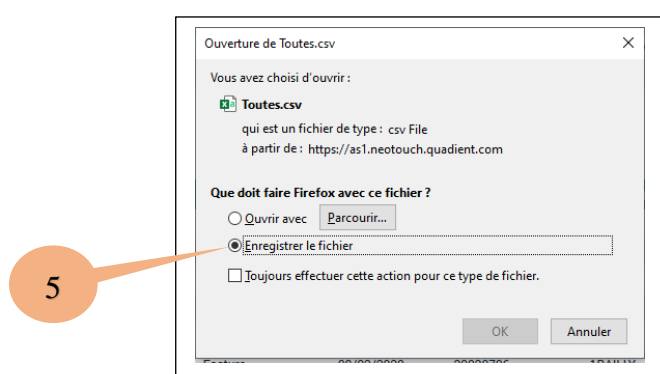 Ouverture de Toutes.csv
Vous avez choisi d'ouvrir :
Toutes.csv
qui est un fichier de type : csv File
à partir de : https://as1.neotouch.quadient.com
Que doit faire Firefox avec ce fichier ?
Ouvrir avec Parcourir...
Enregistrer le fichier
5
Toujours effectuer cette action pour ce type de fichier.
OK Annuler